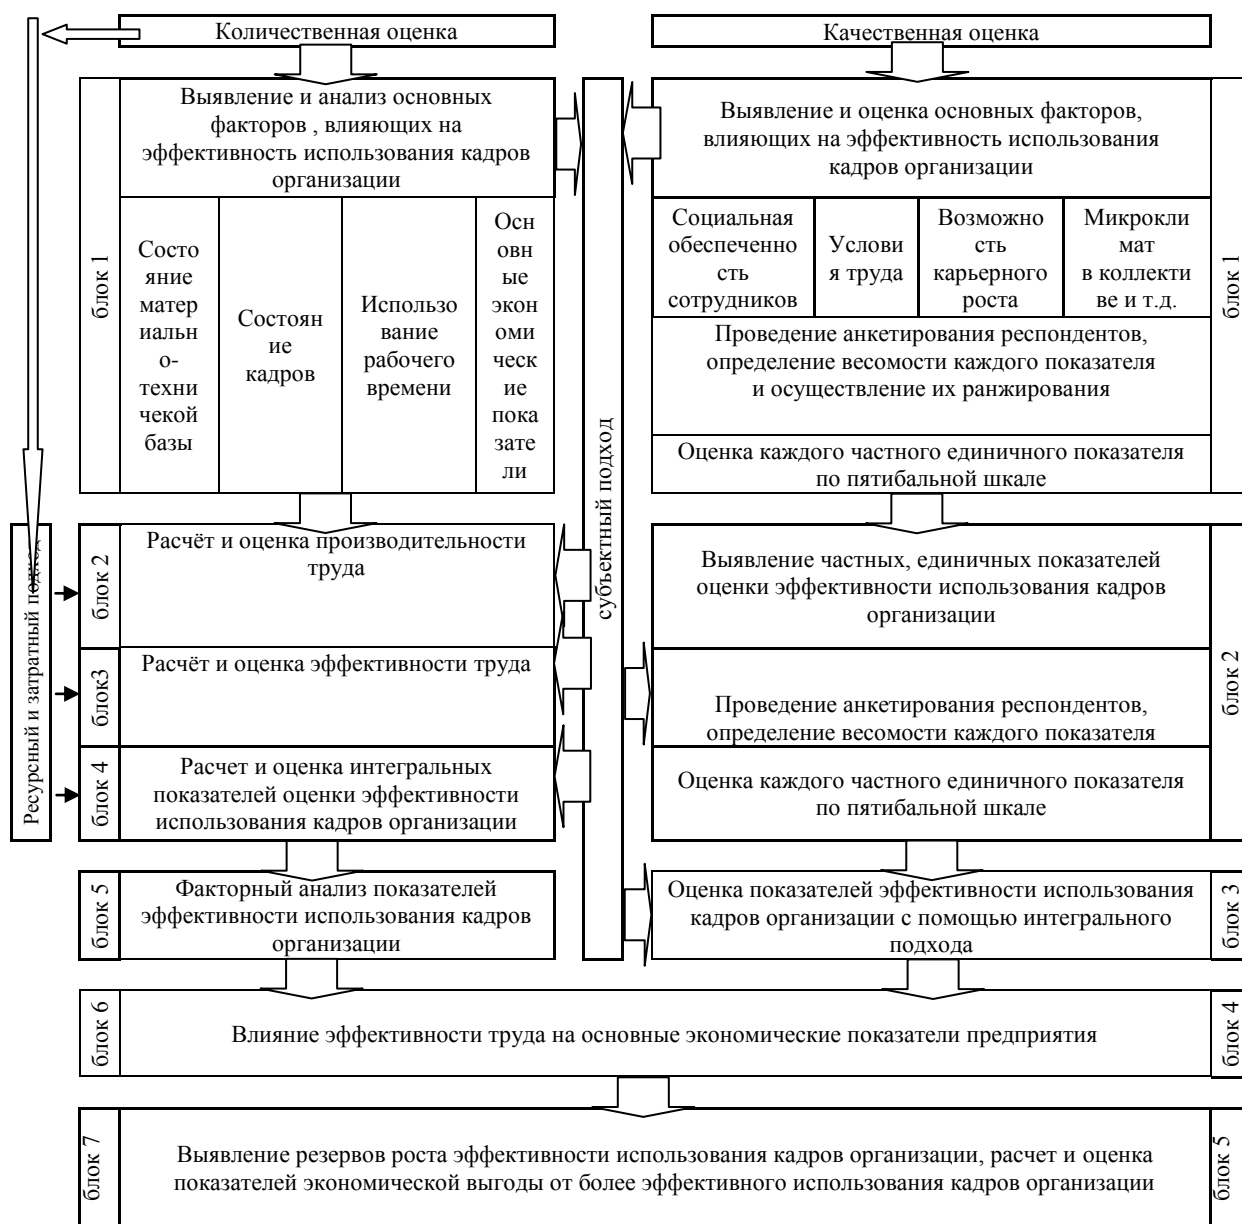 Количественная оценка
Качественная оценка
блок 1
Выявление и анализ основных
факторов , влияющих на
эффективность использования кадров
организации
Состо
яние
матер
иальн
о-
техни
чекой
базы
Состоян
ие
кадров
Использо
вание
рабочего
времени
Осн
овн
ые
экон
оми
ческ
ие
пока
зате
ли
субъектный подход
Выявление и оценка основных факторов,
влияющих на эффективность использования
кадров организации
Социальная
обеспеченно
сть
сотрудников
Услови
я труда
Возможно
сть
карьерного
роста
Микрокли
мат
в коллекти
ве и т.д.
Проведение анкетирования респондентов,
определение весомости каждого показателя
и осуществление их ранжирования
Оценка каждого частного единичного показателя
по пятибальной шкале
блок 1
Ресурсный и затратный подход
блок 2
Расчёт и оценка производительности
труда
блок3
Расчёт и оценка эффективности труда
блок 4
Расчет и оценка интегральных
показателей оценки эффективности
использования кадров организации
Выявление частных, единичных показателей
оценки эффективности использования кадров
организации
Проведение анкетирования респондентов,
определение весомости каждого показателя
Оценка каждого частного единичного показателя
по пятибальной шкале
блок 2
блок 5
Факторный анализ показателей
эффективности использования кадров
организации
Оценка показателей эффективности использования
кадров организации с помощью интегрального
подхода
блок 3
блок 6
Влияние эффективности труда на основные экономические показатели предприятия
блок 4
блок 7
Выявление резервов роста эффективности использования кадров организации, расчет и оценка
показателей экономической выгоды от более эффективного использования кадров организации
блок 5